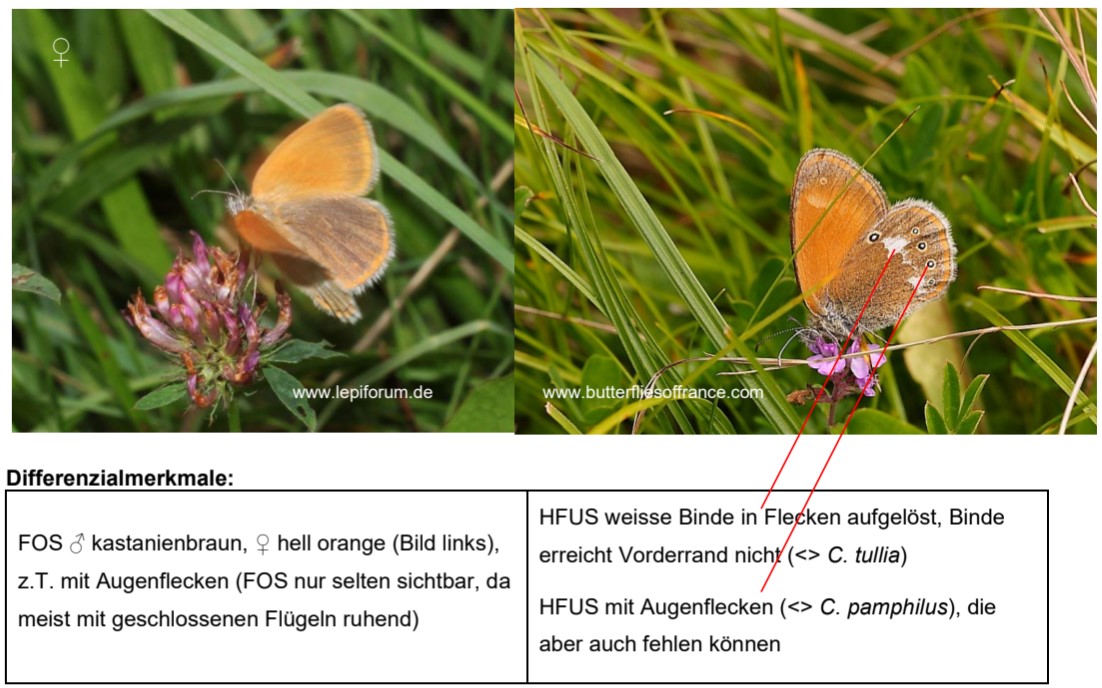 ♀
www.lepiforum.de
www.butterfliesoffrance.com
Differenzialmerkmale:
FOS ♂ kastanienbraun, ♀ hell orange (Bild links),
z.T. mit Augenflecken (FOS nur selten sichtbar, da
meist mit geschlossenen Flügeln ruhend)
HFUS weisse Binde in Flecken aufgelöst, Binde
erreicht Vorderrand nicht (<> C. tullia)
HFUS mit Augenflecken (<> C. pamphilus), die
aber auch fehlen können